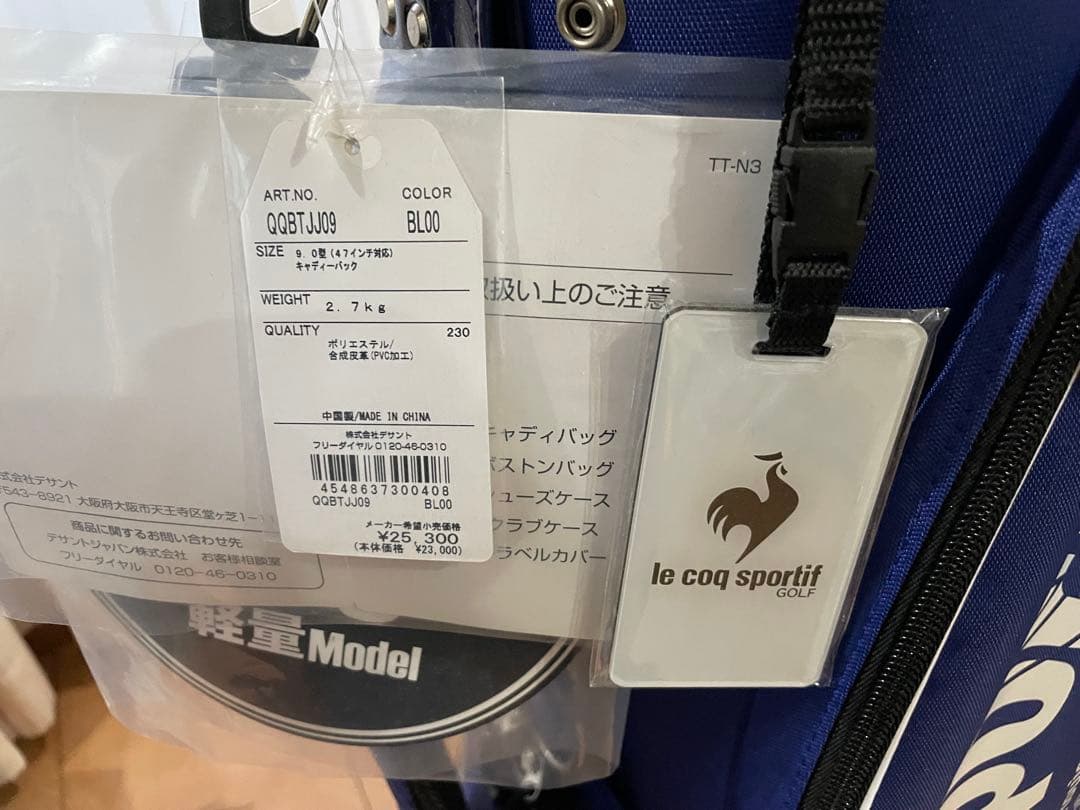 ART.NO. COLOR
QQBTJJ09 BL00
SIZE 9.0型(47インチ対応)
キャディーバック
WEIGHT
2.7kg
QUALITY 230
ポリエステル/
合成皮革(PVC加工)
中国製/MADE IN CHINA
株式会社デサント
フリーダイヤル 0120-46-0310
4548637300408
QQBTJJ09 BL00
メーカー希望小売価格
¥25,300
(本体価格 ¥23,000)
TT-N3
取扱い上のご注意
キャディバッグ
ボストンバッグ
シューズケース
クラブケース
ラベルカバー
株式会社デサント
〒543-8921 大阪府大阪市天王寺区堂ヶ芝1-11
商品に関するお問い合わせ先
デサントジャパン株式会社 お客様相談室
フリーダイヤル 0120-46-0310
軽量Model
le coq sportif
GOLF